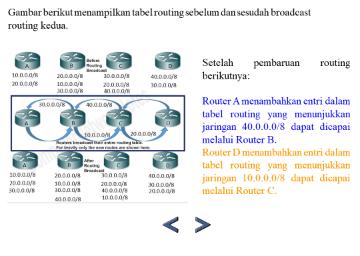 Gambar berikut menampilkan tabel routing sebelum dan sesudah broadcast
routing kedua.
A
B
Before
Routing
Broadcast
C
D
10.0.0.0/8 20.0.0.0/8 30.0.0.0/8 40.0.0.0/8
20.0.0.0/8 10.0.0.0/8 20.0.0.0/8 30.0.0.0/8
30.0.0.0/8 40.0.0.0/8
30.0.0.0/8 40.0.0.0/8
A B C D
10.0.0.0/8 20.0.0.0/8
Routers broadcast their entire routing table.
For brevity only the new routes are shown here.
A
B
After
Routing
Broadcast
C
D
10.0.0.0/8 20.0.0.0/8 30.0.0.0/8 40.0.0.0/8
20.0.0.0/8 10.0.0.0/8 20.0.0.0/8 30.0.0.0/8
30.0.0.0/8 30.0.0.0/8 40.0.0.0/8 20.0.0.0/8
40.0.0.0/8 10.0.0.0/8
Setelah pembaruan routing
berikutnya:
Router A menambahkan entri dalam
tabel routing yang menunjukkan
jaringan 40.0.0.0/8 dapat dicapai
melalui Router B.
Router D menambahkan entri dalam
tabel routing yang menunjukkan
jaringan 10.0.0.0/8 dapat dicapai
melalui Router C.